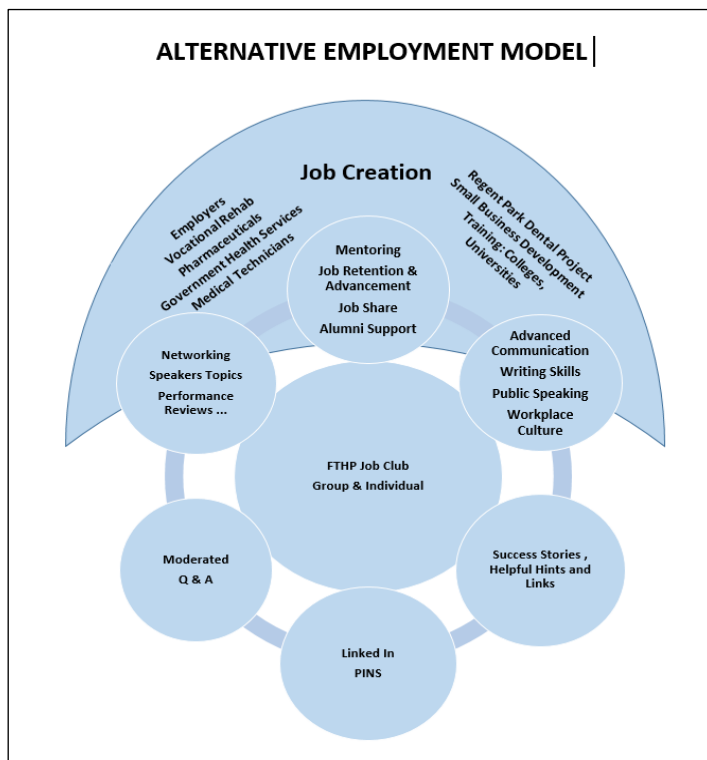 ALTERNATIVE EMPLOYMENT MODEL
Job Creation
Employers
Vocational Rehab
Pharmaceuticals
Government Health Services
Medical Technicians
Regent Park Dental Project
Small Business Development
Training: Colleges,
Universities
Mentoring
Job Retention &
Advancement
Job Share
Alumni Support
Networking
Speakers Topics
Performance
Reviews ...
Advanced
Communication
Writing Skills
Public Speaking
Workplace
Culture
FTHP Job Club
Group & Individual
Moderated
Q & A
Success Stories ,
Helpful Hints and
Links
Linked In
PINS